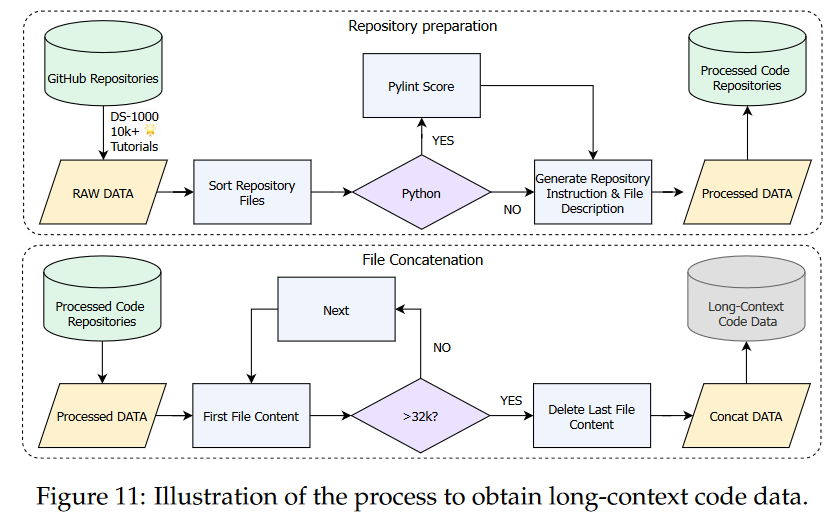 Repository preparation
GitHub Repositories
DS-1000
10k+ 🌟
Tutorials
RAW DATA
Sort Repository
Files
Python
YES
Pylint Score
NO
Generate Repository
Instruction & File
Description
Processed DATA
Processed Code
Repositories
File Concatenation
Processed Code
Repositories
Processed DATA
First File Content
>32k?
NO
Next
YES
Delete Last File
Content
Concat DATA
Long-Context
Code Data
Figure 11: Illustration of the process to obtain long-context code data.